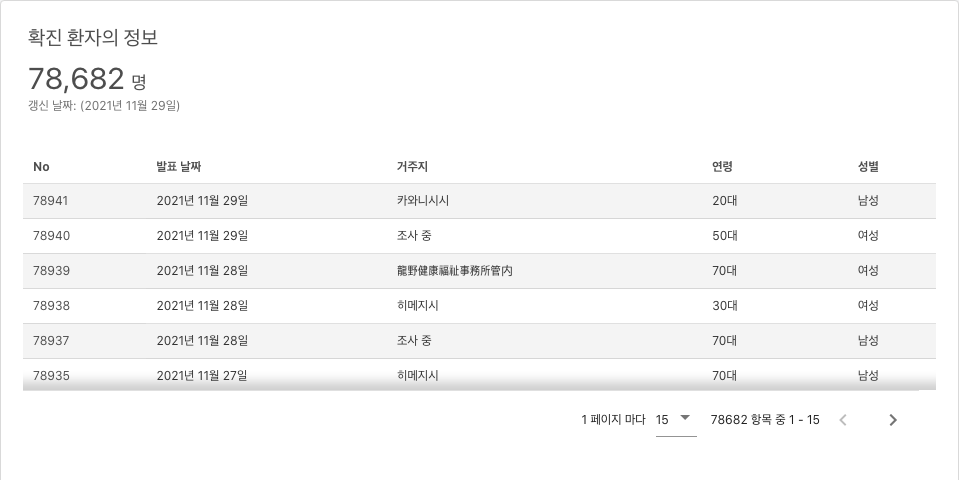 확진 환자의 정보
78,682 명
갱신 날짜: (2021년 11월 29일)
No 발표 날짜 거주지 연령 성별
78941 2021년 11월 29일 카와니시시 20대 남성
78940 2021년 11월 29일 조사 중 50대 여성
78939 2021년 11월 28일 龍野健康福祉事務所管内 70대 여성
78938 2021년 11월 28일 히메지시 30대 여성
78937 2021년 11월 28일 조사 중 70대 남성
78935 2021년 11월 27일 히메지시 70대 남성
1 페이지 마다 15 78682 항목 중 1 - 15